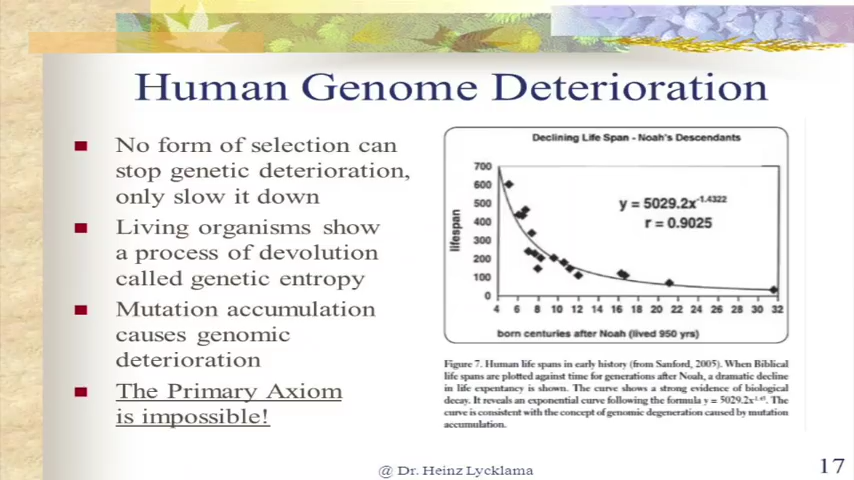 Human Genome Deterioration
No form of selection can
stop genetic deterioration,
only slow it down
Living organisms show
a process of devolution
called genetic entropy
Mutation accumulation
causes genomic
deterioration
The Primary Axiom
is impossible!
Declining Life Span - Noah's Descendants
700
600
500
400
300
200
100
0
lifespan
y = 5029.2x-1.4322
r = 0.9025
4 6 8 10 12 14 16 18 20 22 24 26 28 30 32
born centuries after Noah (lived 950 yrs)
Figure 7. Human life spans in early history (from Sanford, 2005). When Biblical
life spans are plotted against time for generations after Noah, a dramatic decline
in life expentancy is shown. The curve shows a strong evidence of biological
decay. It reveals an exponential curve following the formula y = 5029.2x-1.43. The
curve is consistent with the concept of genomic degeneration caused by mutation
accumulation.
@ Dr. Heinz Lycklama
17